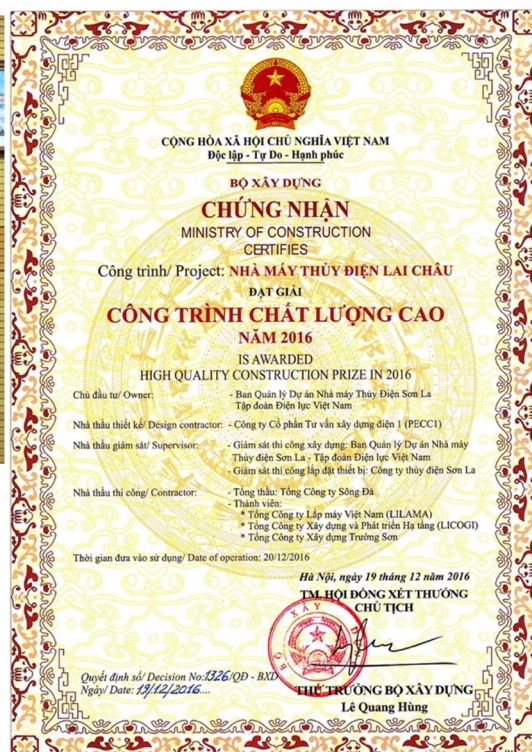 CỘNG HÒA XÃ HỘI CHỦ NGHĨA VIỆT NAM
Độc lập - Tự Do - Hạnh phúc
BỘ XÂY DỰNG
CHỨNG NHẬN
MINISTRY OF CONSTRUCTION
CERTIFIES
Công trình/ Project: NHÀ MÁY THỦY ĐIỆN LAI CHÂU
ĐẠT GIẢI
CÔNG TRÌNH CHẤT LƯỢNG CAO
NĂM 2016
IS AWARDED
HIGH QUALITY CONSTRUCTION PRIZE IN 2016
Chủ đầu tư/ Owner: - Ban Quản lý Dự án Nhà máy Thủy Điện Sơn La
Tập đoàn Điện lực Việt Nam
Nhà thầu thiết kế/ Design contractor: - Công ty Cổ phần Tư vấn xây dựng điện 1 (PECC1)
Nhà thầu giám sát/ Supervisor: - Giám sát thi công xây dựng: Ban Quản lý Dự án Nhà máy
Thủy điện Sơn La - Tập đoàn Điện lực Việt Nam
- Giám sát thi công lắp đặt thiết bị: Công ty thủy điện Sơn La
Nhà thầu thi công/ Contractor: - Tổng thầu: Tổng Công ty Sông Đà
- Thành viên:
* Tổng Công ty Lắp máy Việt Nam (LILAMA)
* Tổng Công ty Xây dựng và Phát triển Hạ tầng (LICOGI)
* Tổng Công ty Xây dựng Trường Sơn
Thời gian đưa vào sử dụng/ Date of operation: 20/12/2016
Hà Nội, ngày 19 tháng 12 năm 2016
TM. HỘI ĐỒNG XÉT THƯỞNG
CHỦ TỊCH
Quyết định số/ Decision No: 1326/QĐ - BXD
Ngày/ Date: 19/12/2016....
THỨ TRƯỞNG BỘ XÂY DỰNG
Lê Quang Hùng